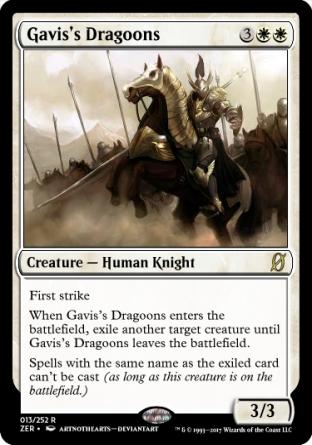 Gavis's Dragoons 3
Creature — Human Knight
First strike
When Gavis's Dragoons enters the
battlefield, exile another target creature until
Gavis's Dragoons leaves the battlefield.
Spells with the same name as the exiled card
can't be cast (as long as this creature is on the
battlefield.)
3/3
013/252 R
ZER • ARTNOTHEARTS—DEVIANTART
™ & © 1993–2017 Wizards of the Coast LLC